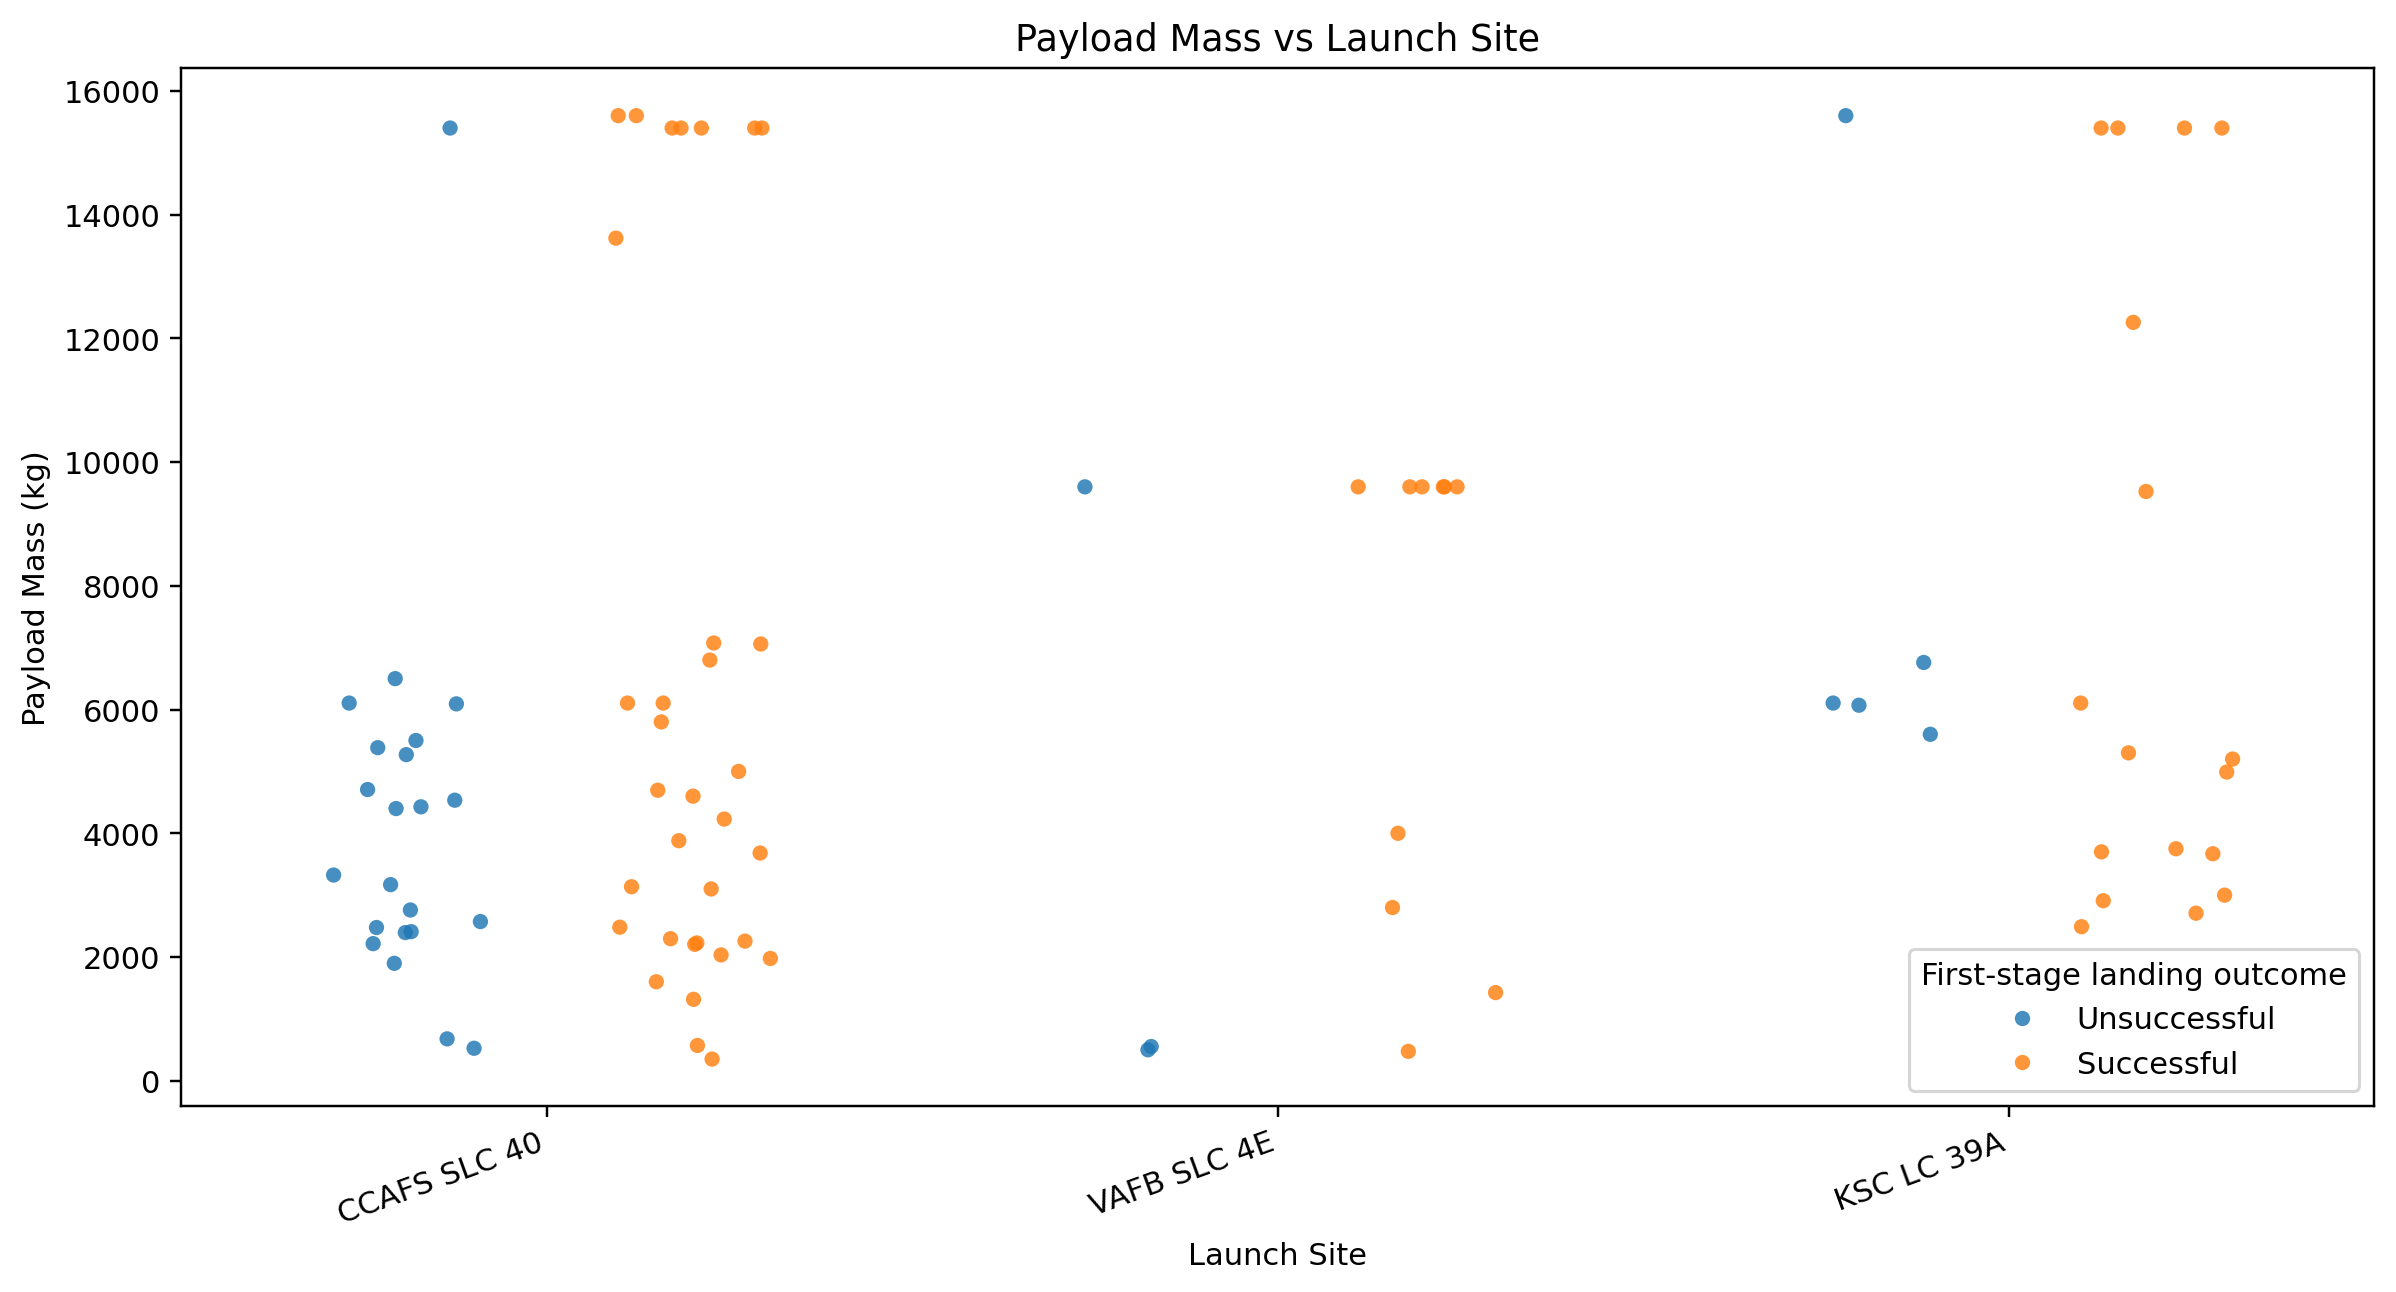 Payload Mass vs Launch Site
16000
14000
12000
10000
8000
6000
4000
2000
0
Payload Mass (kg)
First-stage landing outcome
Unsuccessful
Successful
CCAFS SLC 40
VAFB SLC 4E
KSC LC 39A
Launch Site